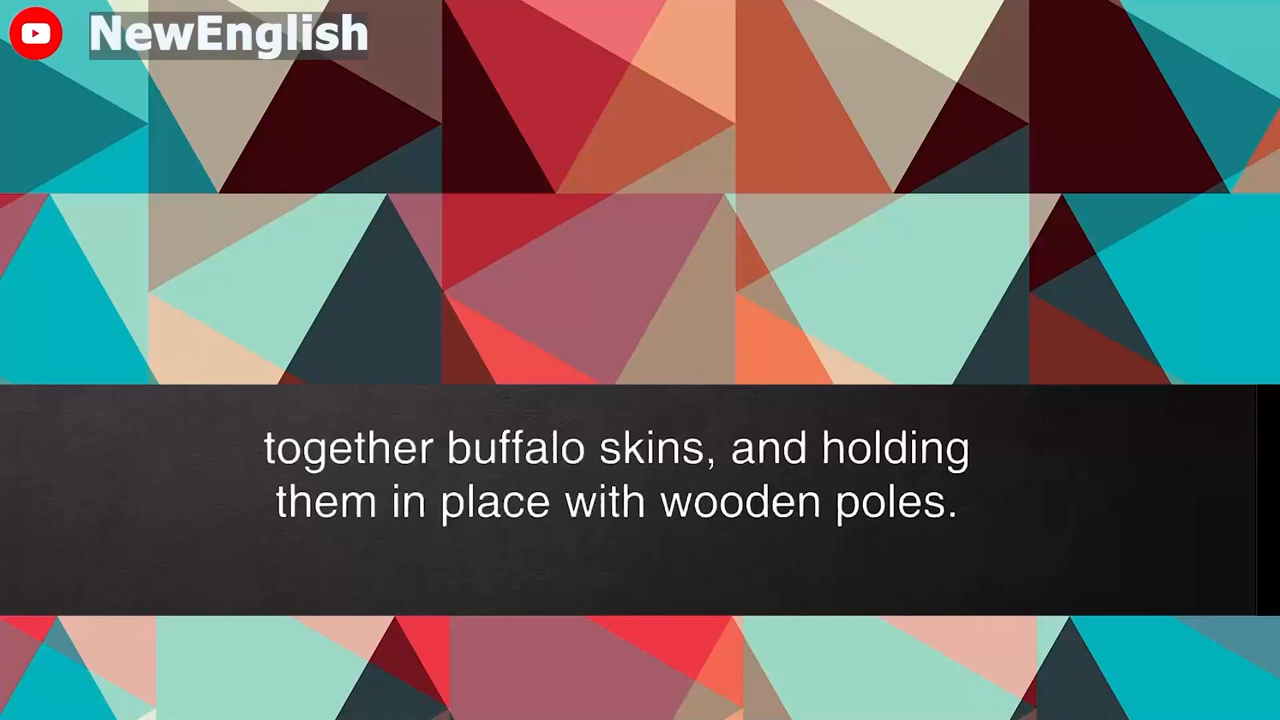 NewEnglish
together buffalo skins, and holding
them in place with wooden poles.